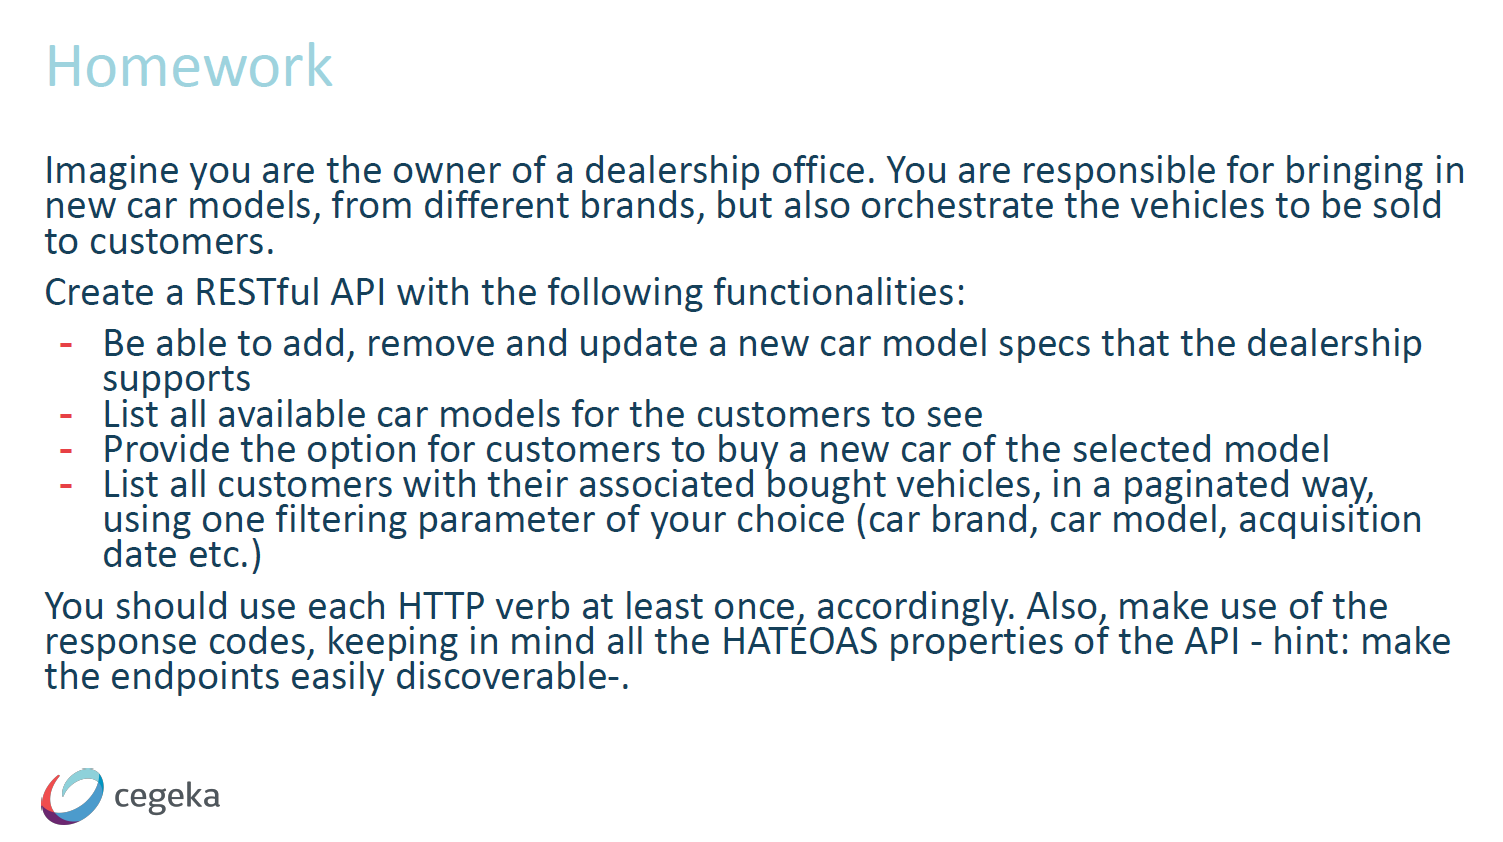 Homework
Imagine you are the owner of a dealership office. You are responsible for bringing in
new car models, from different brands, but also orchestrate the vehicles to be sold
to customers.
Create a RESTful API with the following functionalities:
- Be able to add, remove and update a new car model specs that the dealership
supports
- List all available car models for the customers to see
- Provide the option for customers to buy a new car of the selected model
- List all customers with their associated bought vehicles, in a paginated way,
using one filtering parameter of your choice (car brand, car model, acquisition
date etc.)
You should use each HTTP verb at least once, accordingly. Also, make use of the
response codes, keeping in mind all the HATEOAS properties of the API - hint: make
the endpoints easily discoverable-.
cegeka